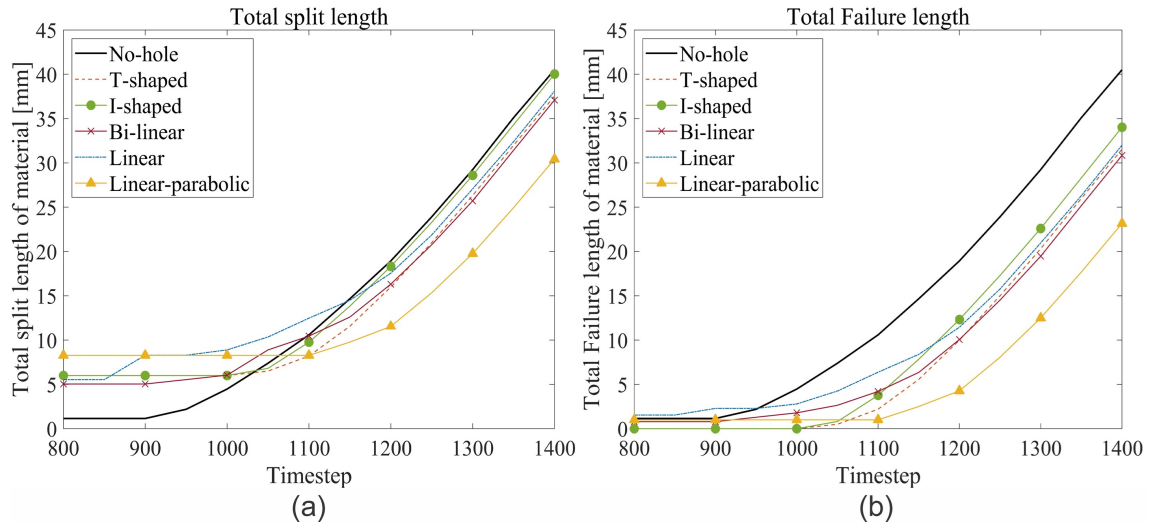 Total split length
Total split length of material [mm]
45
40
35
30
25
20
15
10
5
0
No-hole
T-shaped
I-shaped
Bi-linear
Linear
Linear-parabolic
800 900 1000 1100 1200 1300 1400
Timestep
(a)
Total Failure length
Total Failure length of material [mm]
45
40
35
30
25
20
15
10
5
0
No-hole
T-shaped
I-shaped
Bi-linear
Linear
Linear-parabolic
800 900 1000 1100 1200 1300 1400
Timestep
(b)